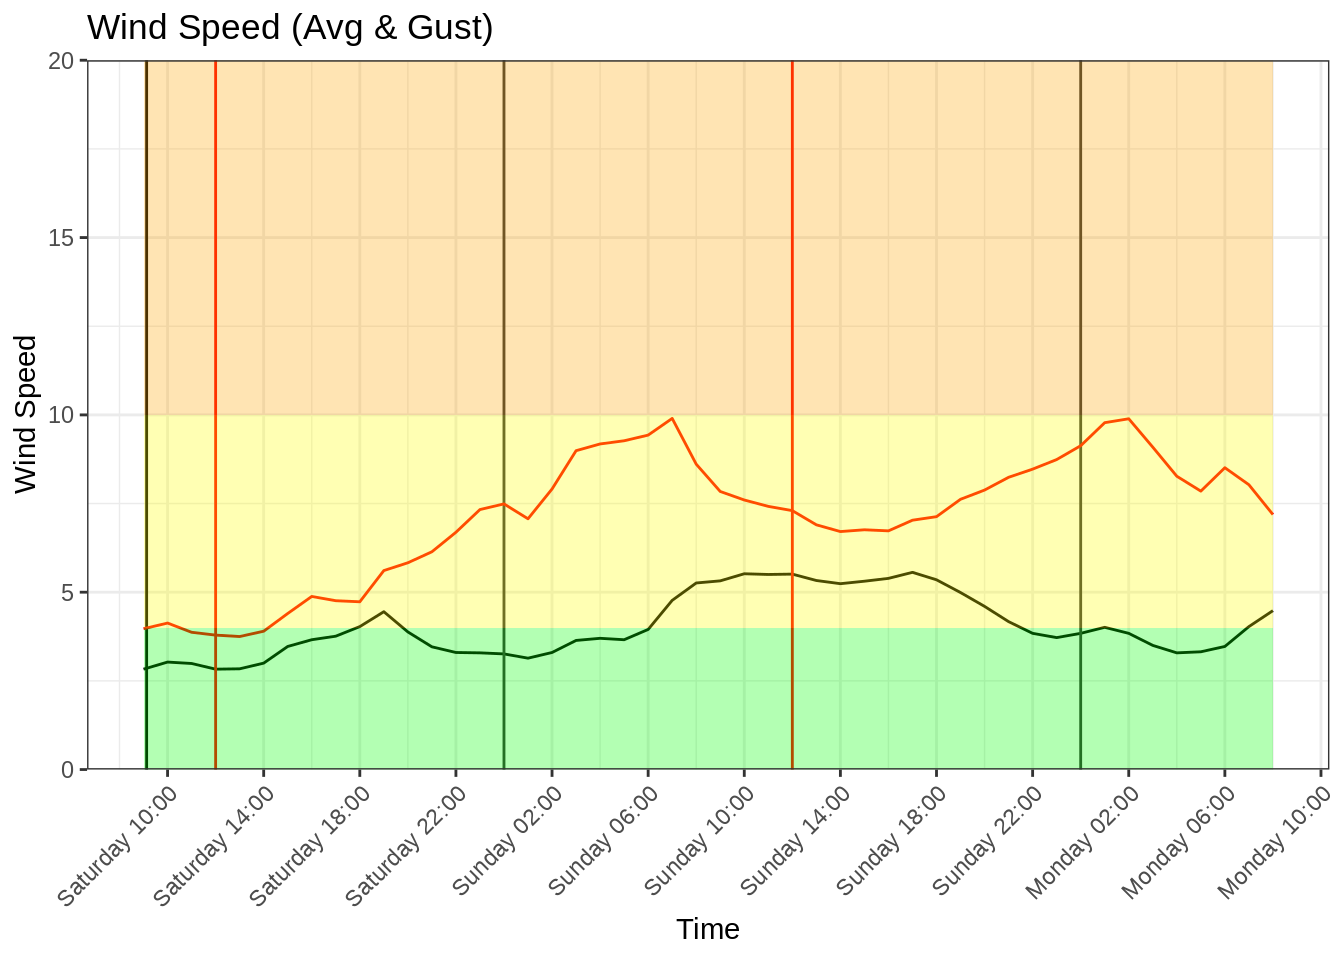 Wind Speed (Avg & Gust)
20
15
10
5
0
Wind Speed
Saturday 10:00
Saturday 14:00
Saturday 18:00
Saturday 22:00
Sunday 02:00
Sunday 06:00
Sunday 10:00
Sunday 14:00
Sunday 18:00
Sunday 22:00
Monday 02:00
Monday 06:00
Monday 10:00
Time